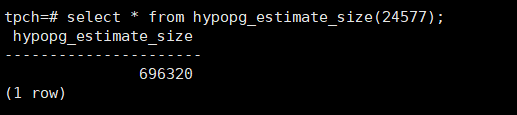 tpch=# select * from hypopg_estimate_size(24577);
hypopg_estimate_size
----------------------
696320
(1 row)